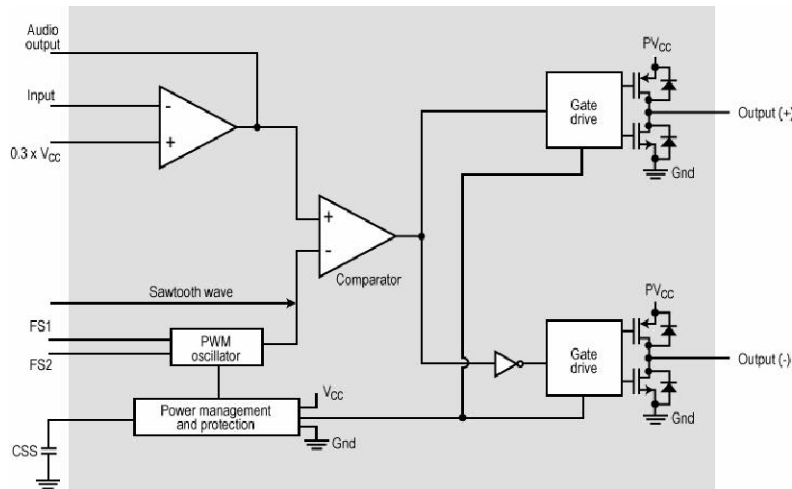 Audio
output
Input
-
+
0.3 x VCC
+
-
Comparator
Sawtooth wave
FS1
FS2
PWM
oscillator
Power management
and protection
VCC
Gnd
CSS
Gate
drive
PVCC
Output (+)
Gnd
Gate
drive
PVCC
Output (-)
Gnd